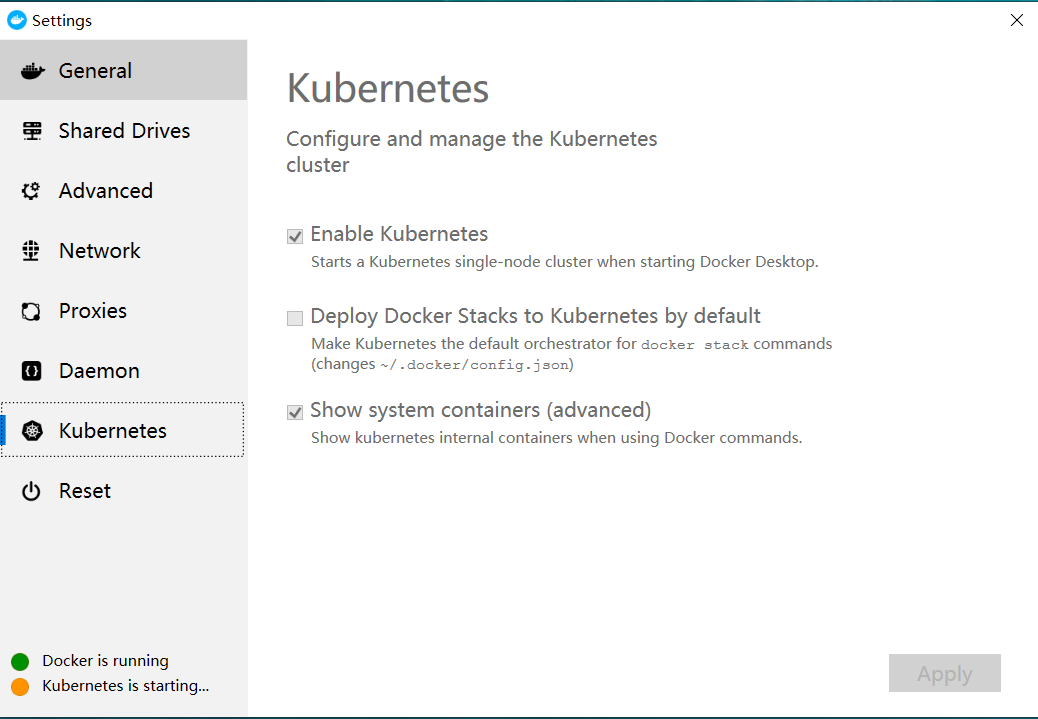 Settings
General
Shared Drives
Advanced
Network
Proxies
Daemon
Kubernetes
Reset
Docker is running
Kubernetes is starting...
Kubernetes
Configure and manage the Kubernetes
cluster
Enable Kubernetes
Starts a Kubernetes single-node cluster when starting Docker Desktop.
Deploy Docker Stacks to Kubernetes by default
Make Kubernetes the default orchestrator for docker stack commands
(changes ~/.docker/config.json)
Show system containers (advanced)
Show kubernetes internal containers when using Docker commands.
Apply